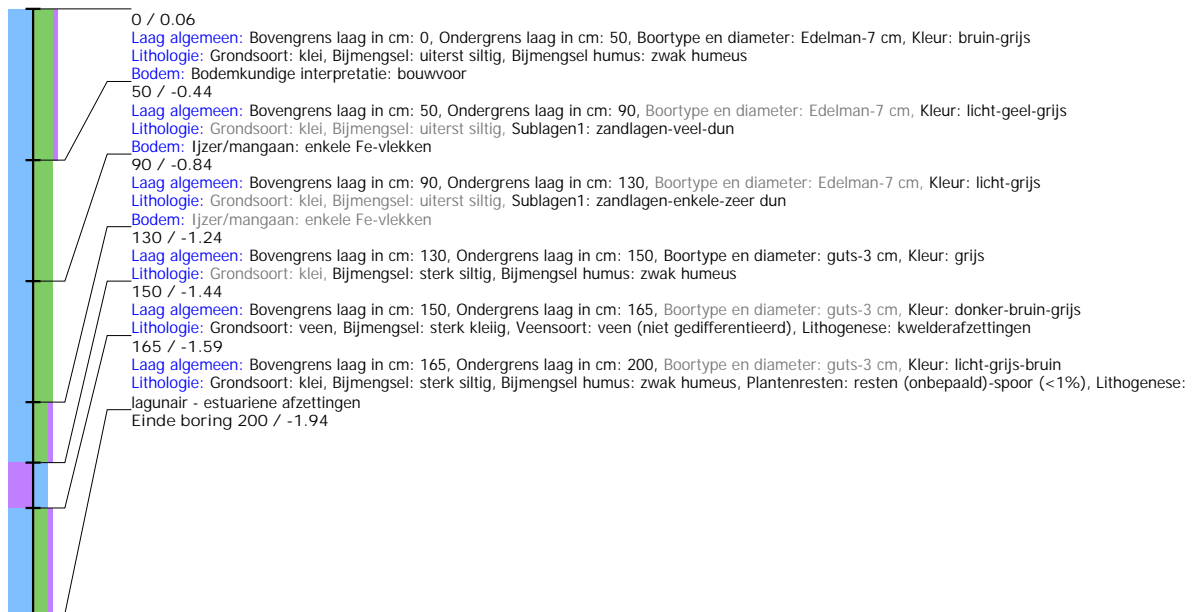 0 / 0.06
Laag algemeen: Bovengrens laag in cm: 0, Ondergrens laag in cm: 50, Boortype en diameter: Edelman-7 cm, Kleur: bruin-grijs
Lithologie: Grondsoort: klei, Bijmengsel: uiterst siltig, Bijmengsel humus: zwak humeus
Bodem: Bodemkundige interpretatie: bouwvoor
50 / -0.44
Laag algemeen: Bovengrens laag in cm: 50, Ondergrens laag in cm: 90, Boortype en diameter: Edelman-7 cm, Kleur: licht-geel-grijs
Lithologie: Grondsoort: klei, Bijmengsel: uiterst siltig, Sublagen1: zandlagen-veel-dun
Bodem: Ijzer/mangaan: enkele Fe-vlekken
90 / -0.84
Laag algemeen: Bovengrens laag in cm: 90, Ondergrens laag in cm: 130, Boortype en diameter: Edelman-7 cm, Kleur: licht-grijs
Lithologie: Grondsoort: klei, Bijmengsel: uiterst siltig, Sublagen1: zandlagen-enkele-zeer dun
Bodem: Ijzer/mangaan: enkele Fe-vlekken
130 / -1.24
Laag algemeen: Bovengrens laag in cm: 130, Ondergrens laag in cm: 150, Boortype en diameter: guts-3 cm, Kleur: grijs
Lithologie: Grondsoort: klei, Bijmengsel: sterk siltig, Bijmengsel humus: zwak humeus
150 / -1.44
Laag algemeen: Bovengrens laag in cm: 150, Ondergrens laag in cm: 165, Boortype en diameter: guts-3 cm, Kleur: donker-bruin-grijs
Lithologie: Grondsoort: veen, Bijmengsel: sterk kleiig, Veensoort: veen (niet gedifferentieerd), Lithogenese: kwelderafzettingen
165 / -1.59
Laag algemeen: Bovengrens laag in cm: 165, Ondergrens laag in cm: 200, Boortype en diameter: guts-3 cm, Kleur: licht-grijs-bruin
Lithologie: Grondsoort: klei, Bijmengsel: sterk siltig, Bijmengsel humus: zwak humeus, Plantenresten: resten (onbepaald)-spoor (<1%), Lithogenese:
lagunair - estuariene afzettingen
Einde boring 200 / -1.94